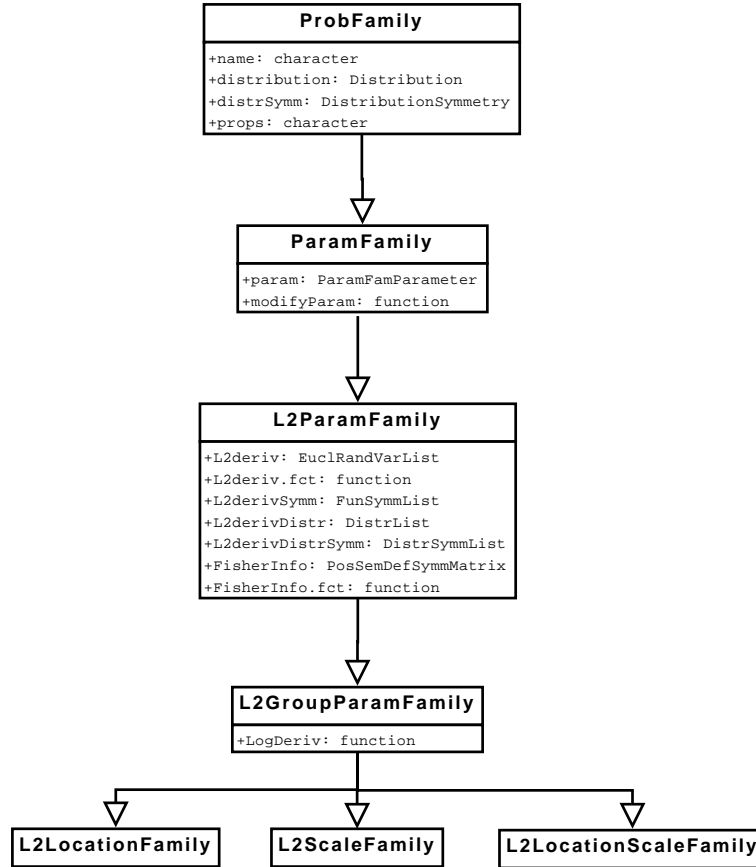 ProbFamily
+name: character
+distribution: Distribution
+distrSymm: DistributionSymmetry
+props: character
ParamFamily
+param: ParamFamParameter
+modifyParam: function
L2ParamFamily
+L2deriv: EuclRandVarList
+L2deriv.fct: function
+L2derivSymm: FunSymmList
+L2derivDistr: DistrList
+L2derivDistrSymm: DistrSymmList
+FisherInfo: PosSemDefSymmMatrix
+FisherInfo.fct: function
L2GroupParamFamily
+LogDeriv: function
L2LocationFamily
L2ScaleFamily
L2LocationScaleFamily